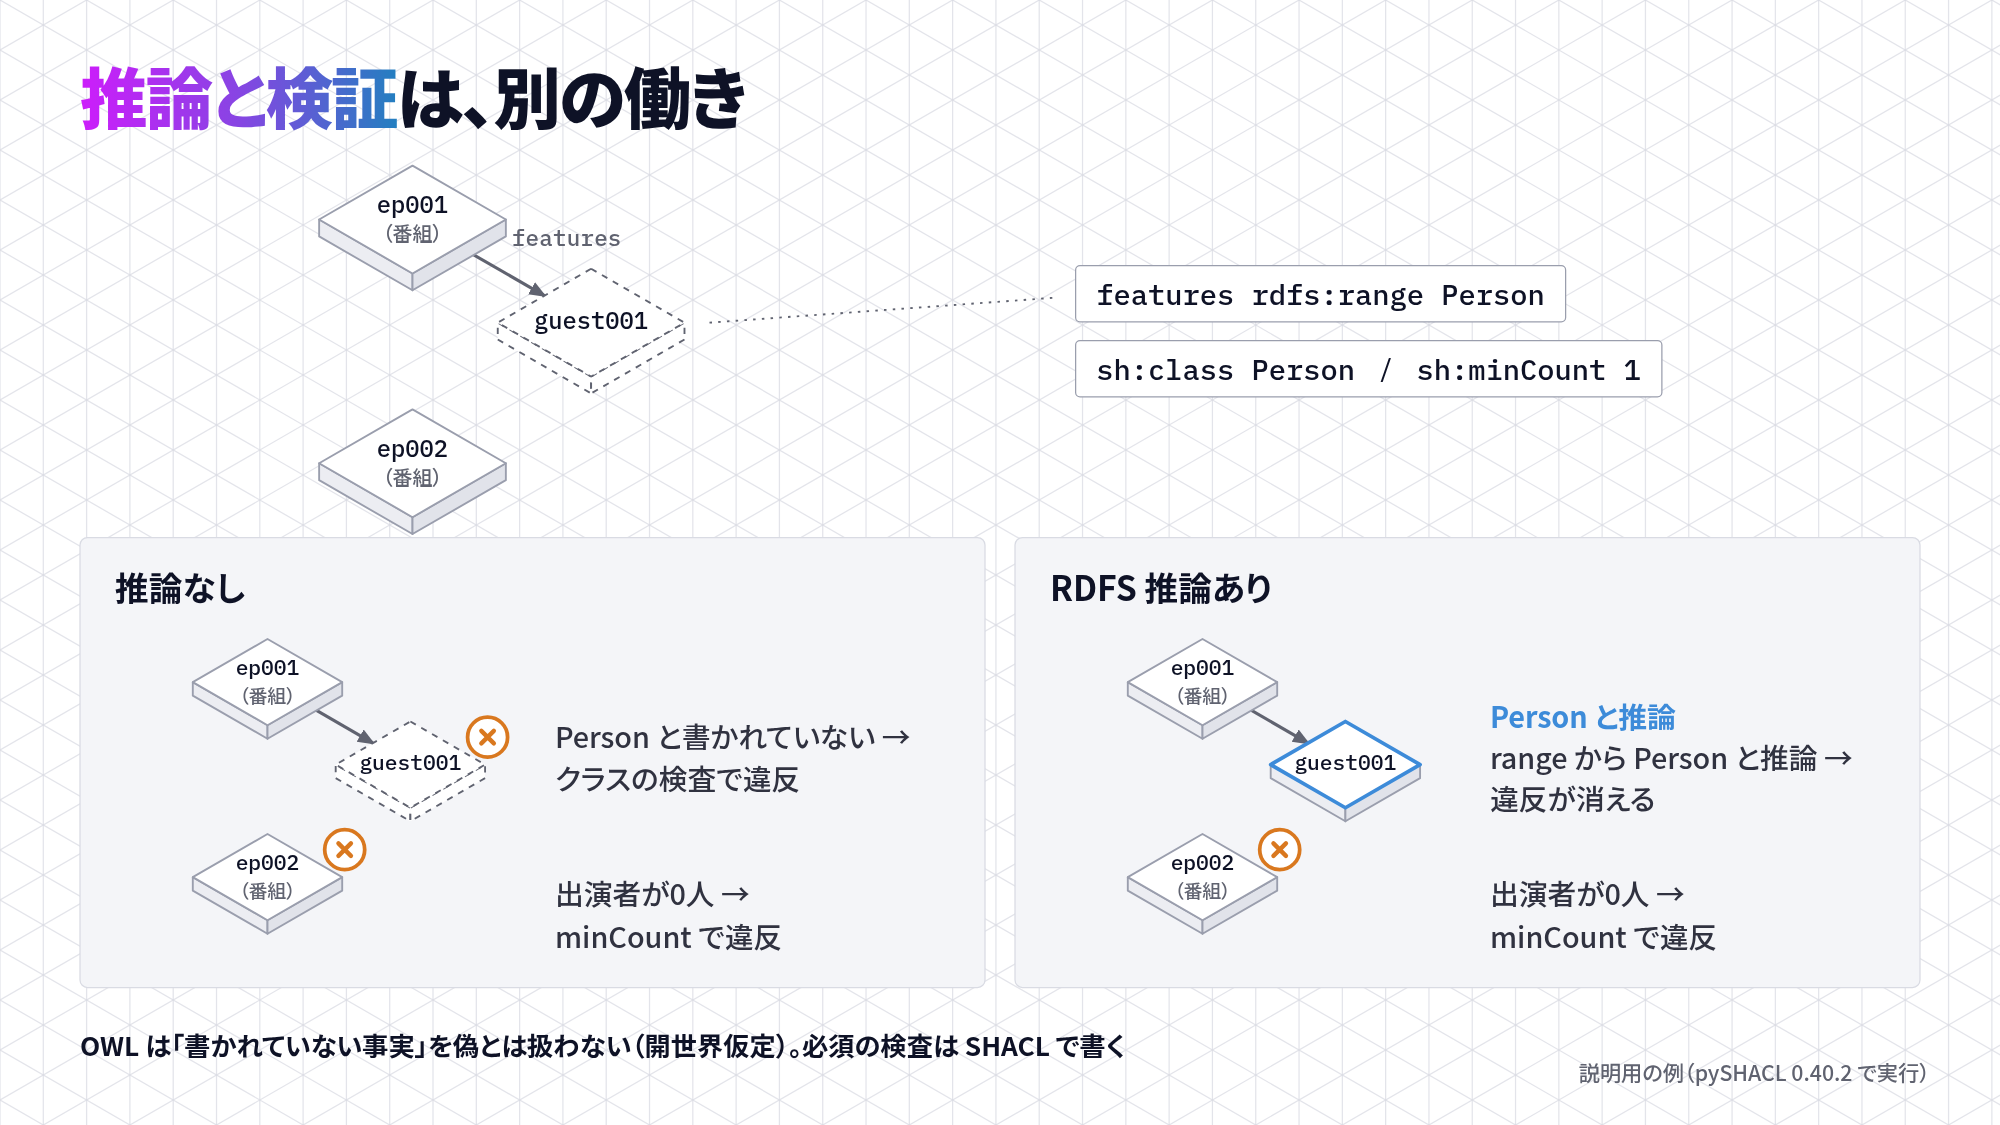 推論と検証は、別の働き
ep001
（番組）
features
guest001
features rdfs:range Person
sh:class Person / sh:minCount 1
ep002
（番組）
推論なし
ep001
（番組）
guest001
Person と書かれていない →
クラスの検査で違反
ep002
（番組）
出演者が0人 →
minCount で違反
RDFS 推論あり
ep001
（番組）
guest001
Person と推論
range から Person と推論 →
違反が消える
ep002
（番組）
出演者が0人 →
minCount で違反
OWL は「書かれていない事実」を偽とは扱わない（開世界仮定）。必須の検査は SHACL で書く
説明用の例（pySHACL 0.40.2 で実行）